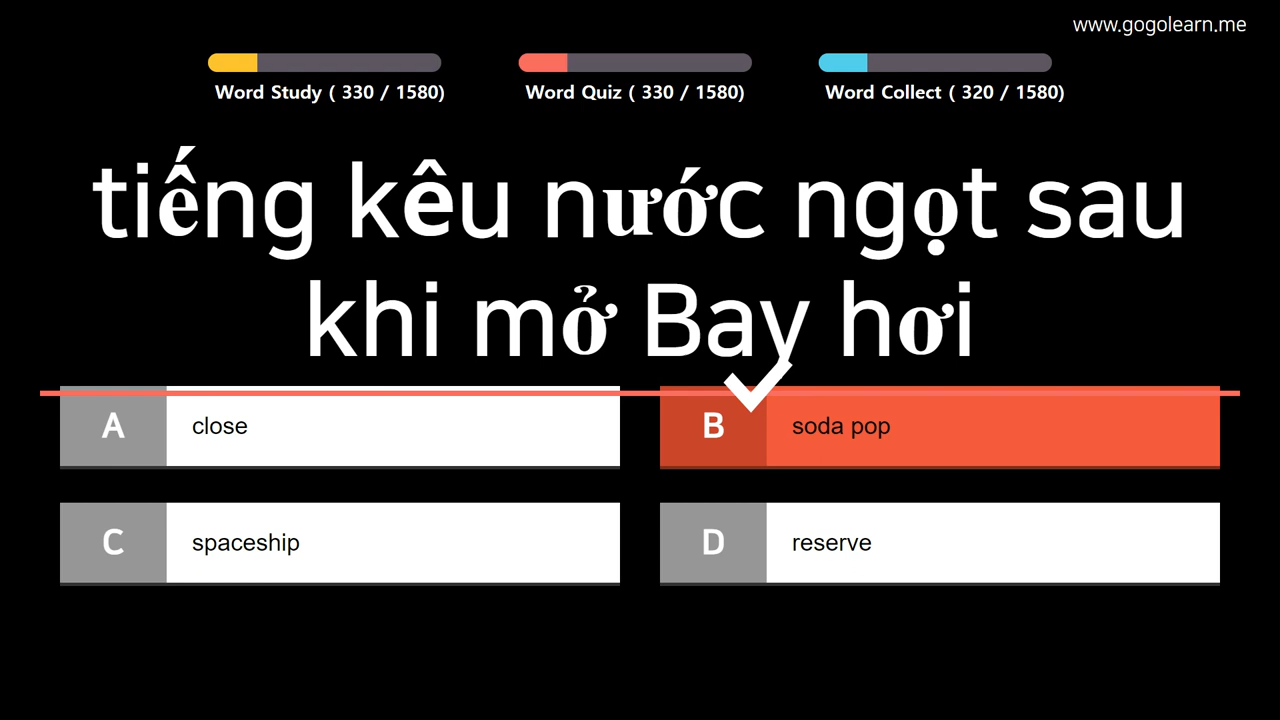 www.gogolearn.me
Word Study ( 330 / 1580)
Word Quiz ( 330 / 1580)
Word Collect ( 320 / 1580)
tiếng kêu nước ngọt sau
khi mở Bay hơi
A close
B soda pop
C spaceship
D reserve